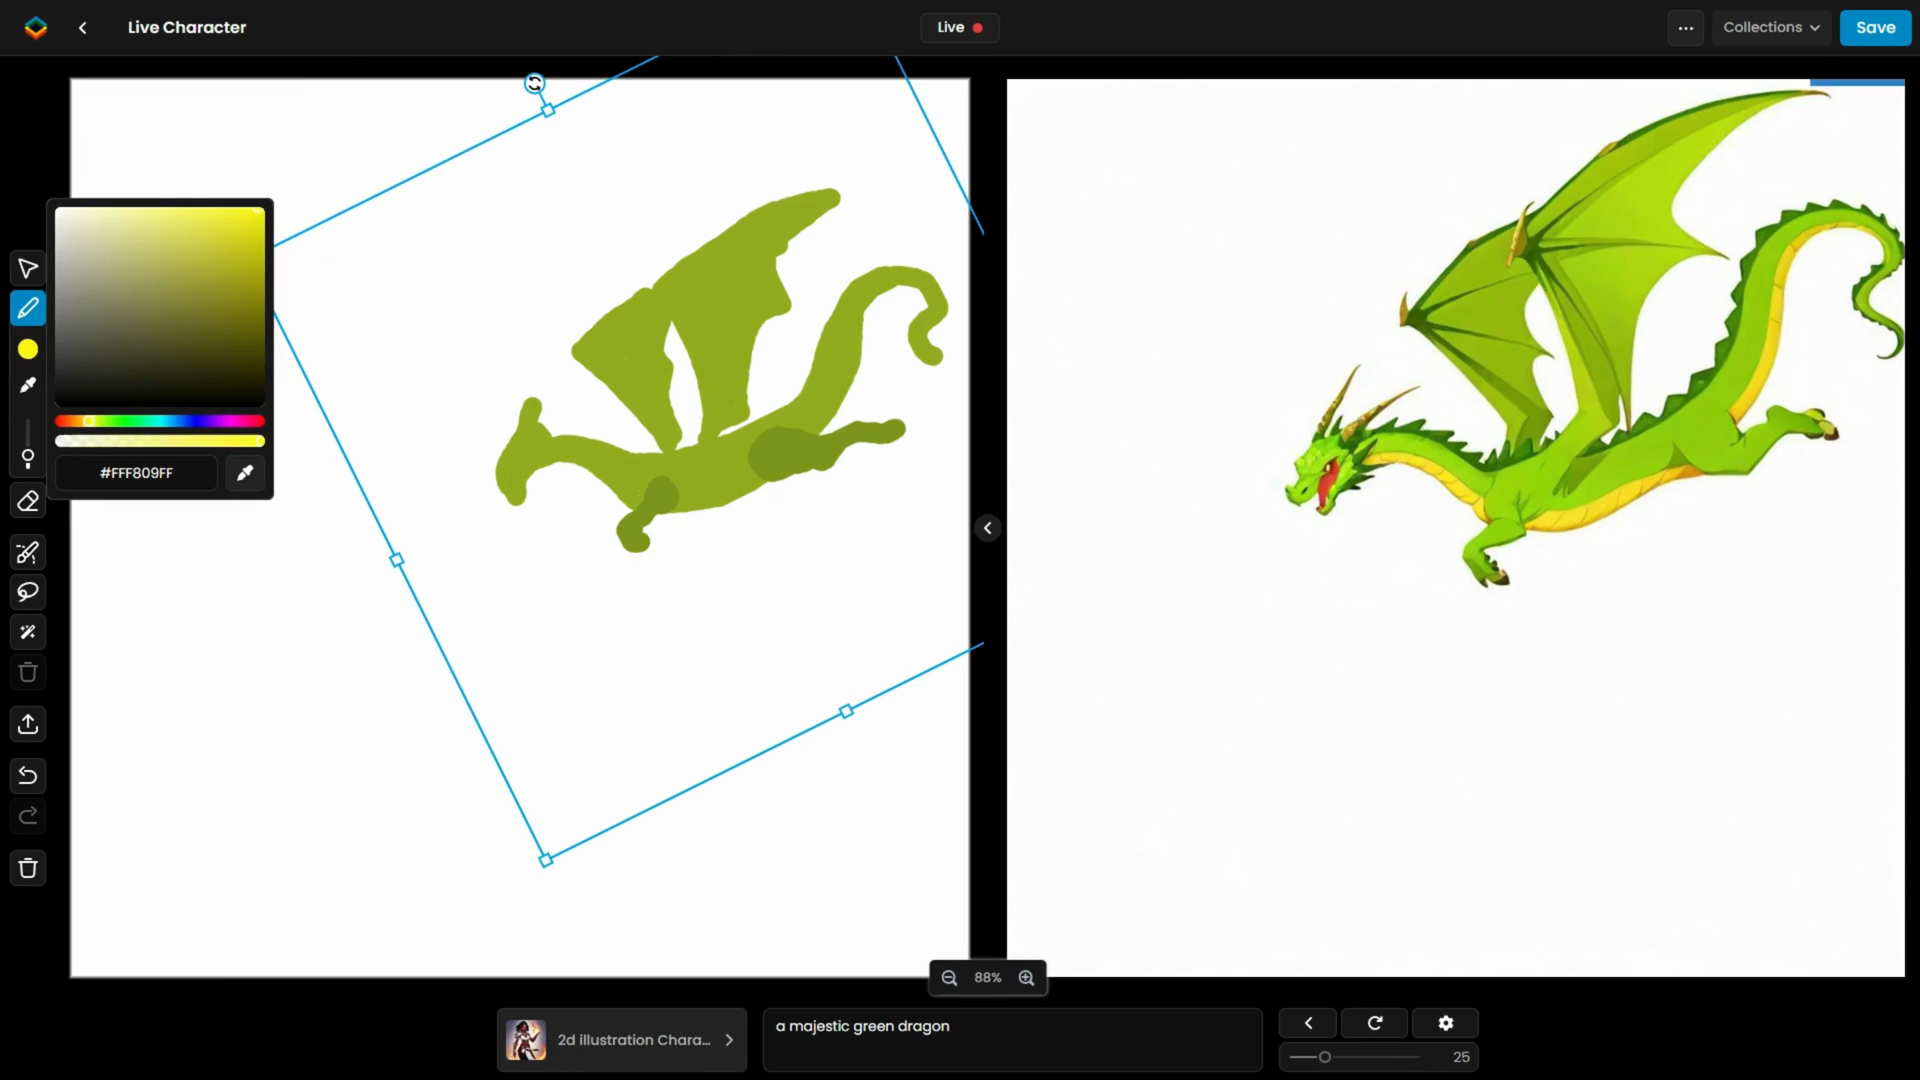 Live Character
Live
Collections
Save
#FFF809FF
88%
2d illustration Chara...
a majestic green dragon
25